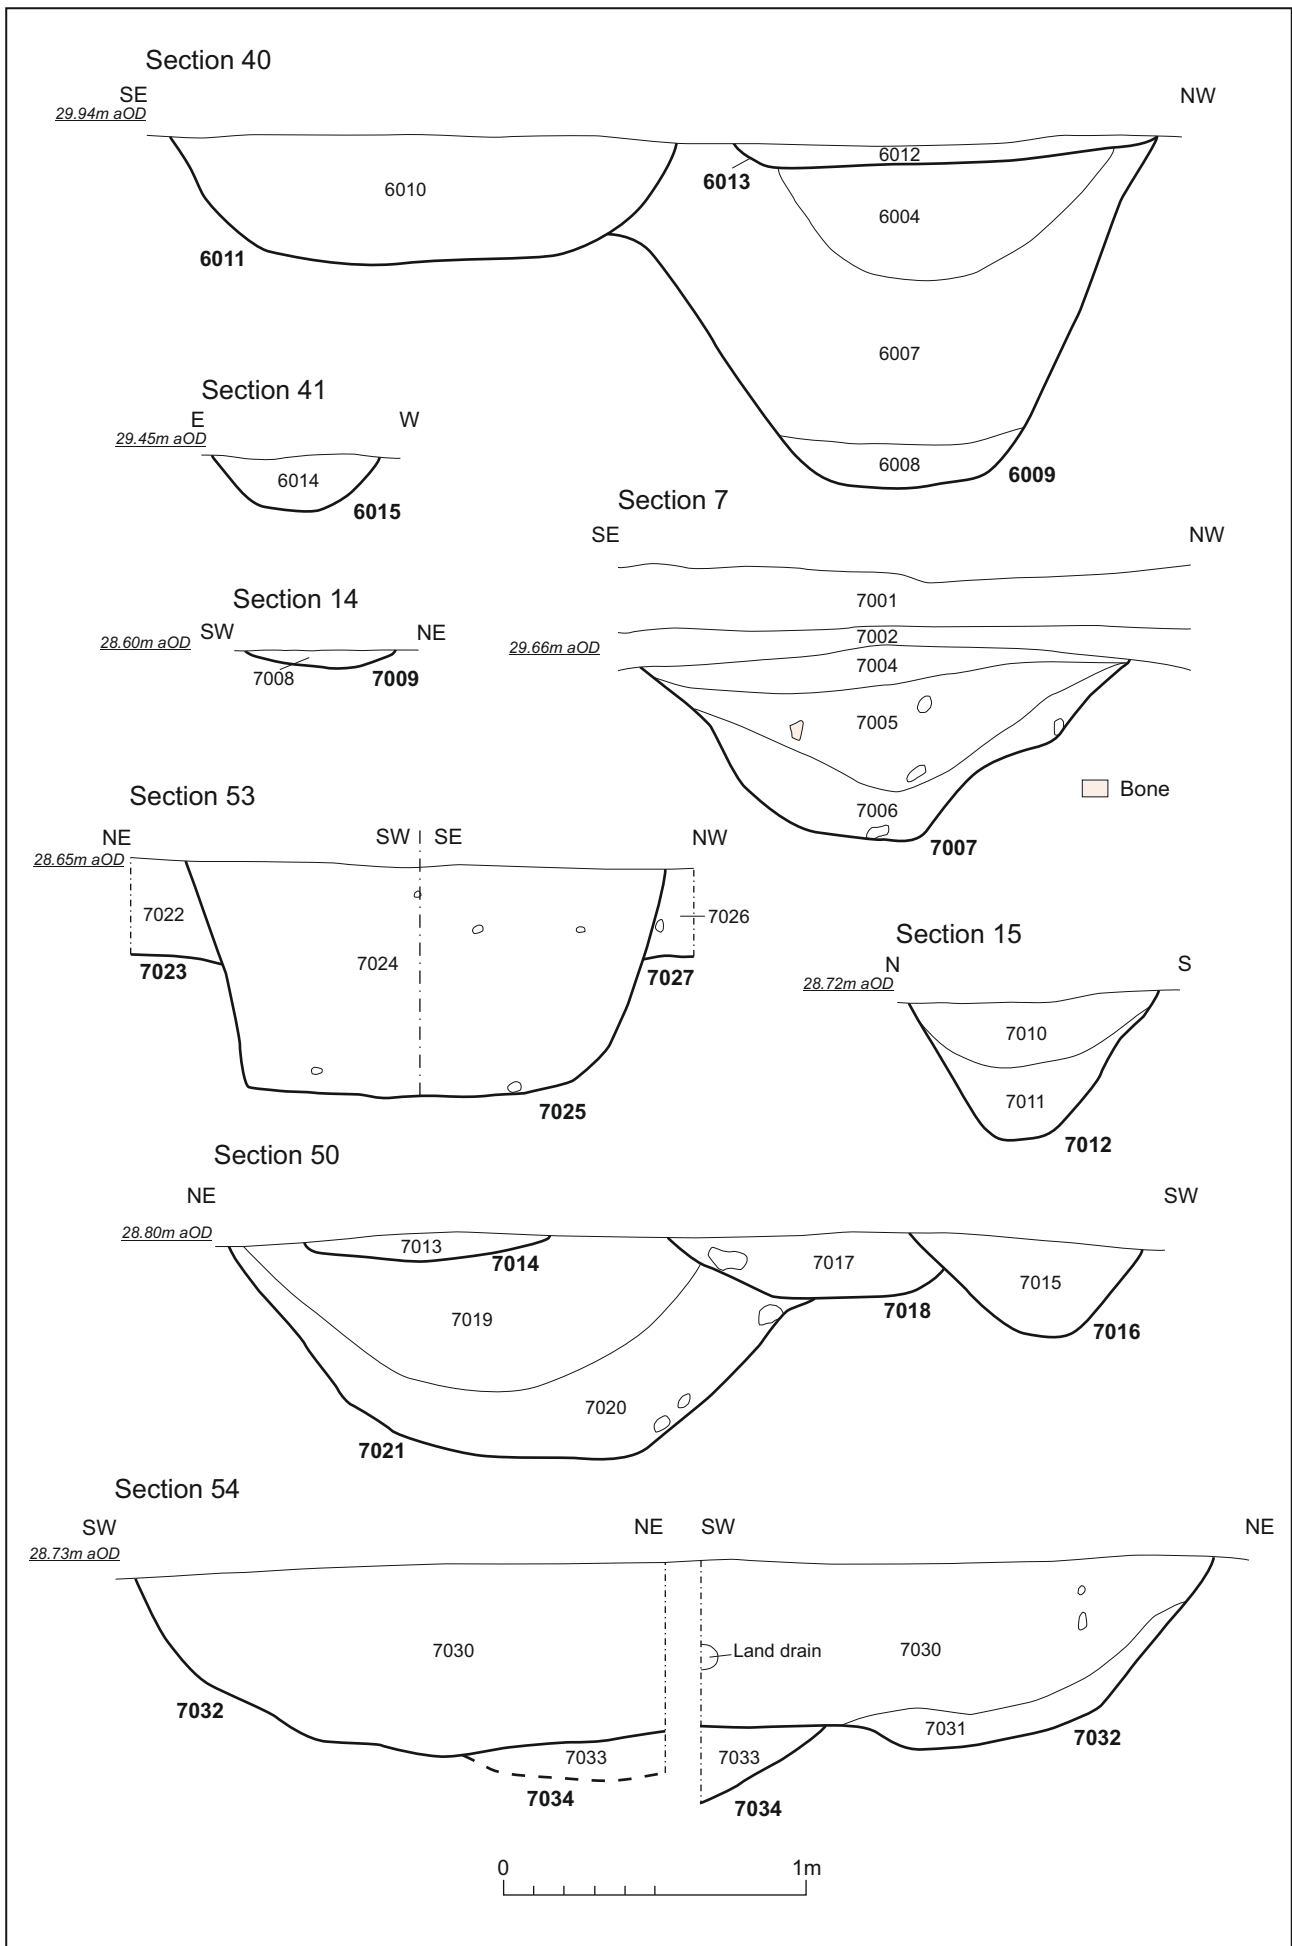 Section 40
SE
NW
29.94m aOD
6012
6013
6010
6004
6011
6007
Section 41
E
W
29.45m aOD
6014
6015
6008
6009
Section 7
SE
NW
7001
7002
29.66m aOD
7004
7005
7006
7007
Bone
Section 14
SW
NE
28.60m aOD
7008
7009
Section 53
NE
SW
SE
NW
28.65m aOD
7022
7026
7024
7023
7027
7025
Section 15
N
S
28.72m aOD
7010
7011
7012
Section 50
NE
SW
28.80m aOD
7013
7014
7017
7015
7019
7018
7016
7020
7021
Section 54
SW
NE
SW
NE
28.73m aOD
7030
Land drain
7030
7032
7031
7032
7033
7033
7034
7034
0
1m